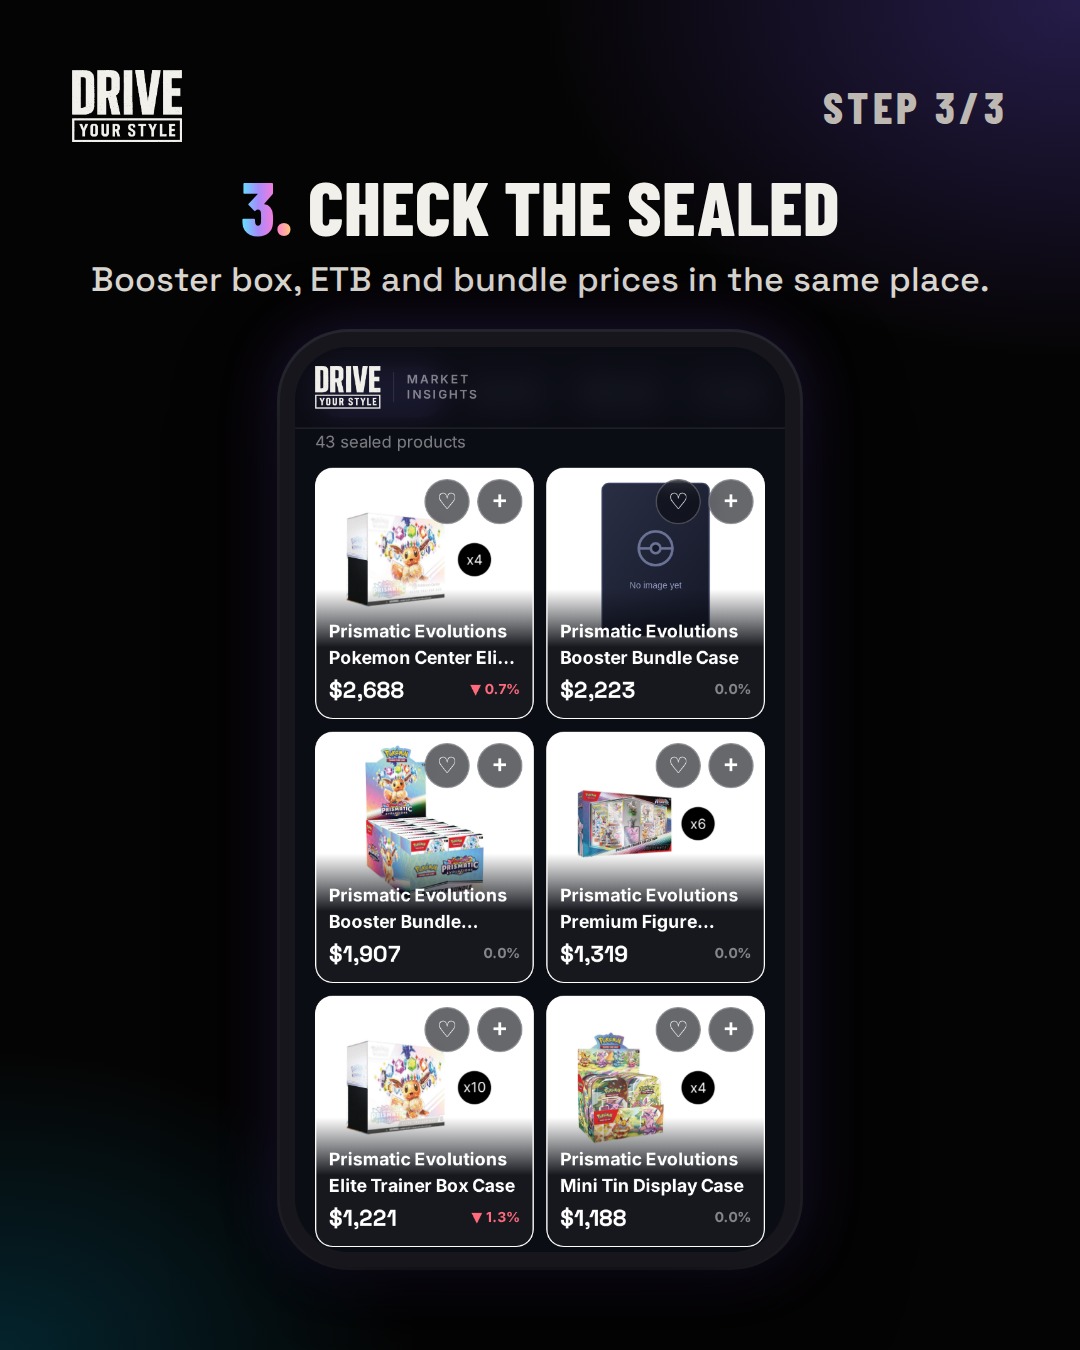 DRIVE
YOUR STYLE
STEP 3/3
3. CHECK THE SEALED
Booster box, ETB and bundle prices in the same place.
DRIVE
YOUR STYLE
MARKET
INSIGHTS
43 sealed products
x4
Prismatic Evolutions
Pokemon Center Eli...
$2,688
▼ 0.7%
No image yet
Prismatic Evolutions
Booster Bundle Case
$2,223
0.0%
Prismatic Evolutions
Booster Bundle...
$1,907
0.0%
x6
Prismatic Evolutions
Premium Figure...
$1,319
0.0%
x10
Prismatic Evolutions
Elite Trainer Box Case
$1,221
▼ 1.3%
x4
Prismatic Evolutions
Mini Tin Display Case
$1,188
0.0%